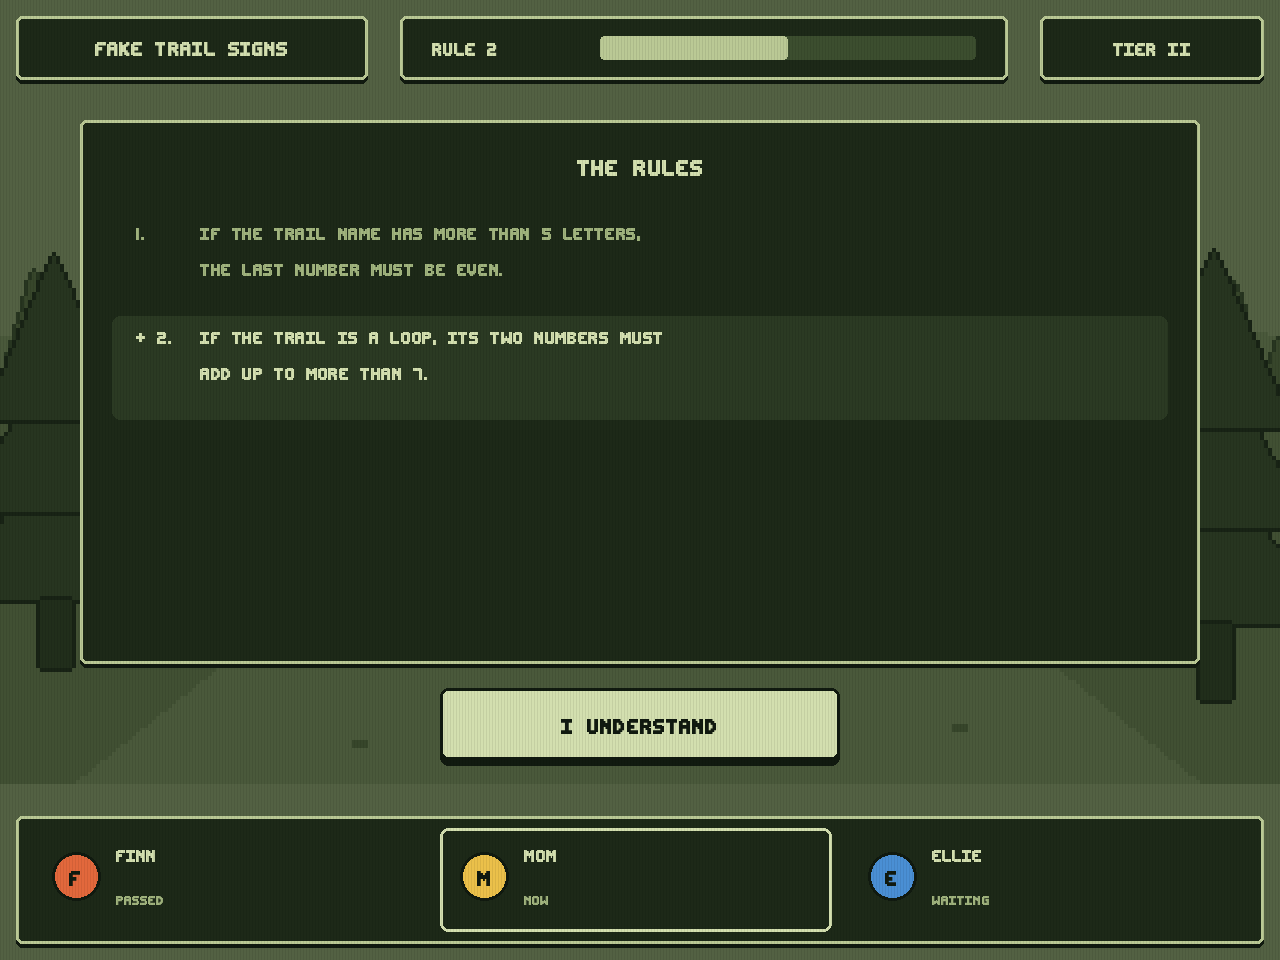 FAKE TRAIL SIGNS
RULE 2
TIER II
THE RULES
1. IF THE TRAIL NAME HAS MORE THAN 5 LETTERS,
THE LAST NUMBER MUST BE EVEN.
+ 2. IF THE TRAIL IS A LOOP, ITS TWO NUMBERS MUST
ADD UP TO MORE THAN 7.
I UNDERSTAND
F
FINN
PASSED
M
MOM
NOW
E
ELLIE
WAITING